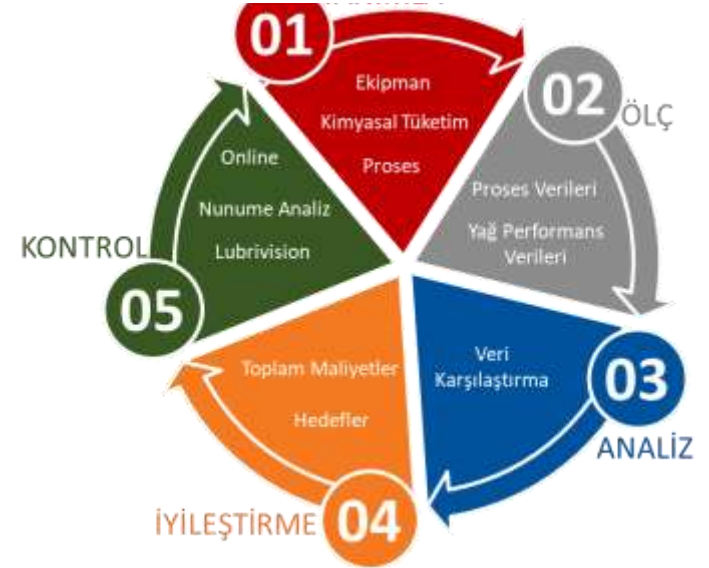 01
Ekipman
Kimyasal Tüketim
Proses
02
ÖLÇ
Proses Verileri
Yağ Performans
Verileri
03
ANALİZ
Veri
Karşılaştırma
04
İYİLEŞTİRME
Toplam Maliyetler
Hedefler
05
KONTROL
Online
Nunume Analiz
Lubrivision